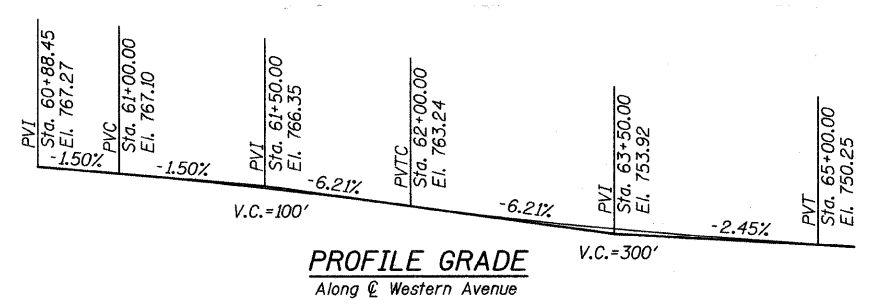 PVI
Sta. 60+88.45
El. 767.27
PVC
Sta. 61+00.00
El. 767.10
PVI
Sta. 61+50.00
El. 766.35
PVTC
Sta. 62+00.00
El. 763.24
PVI
Sta. 63+50.00
El. 753.92
PVT
Sta. 65+00.00
El. 750.25
-1.50%
-1.50%
-6.21%
-6.21%
-2.45%
V.C.=100'
V.C.=300'
PROFILE GRADE
Along ℄ Western Avenue